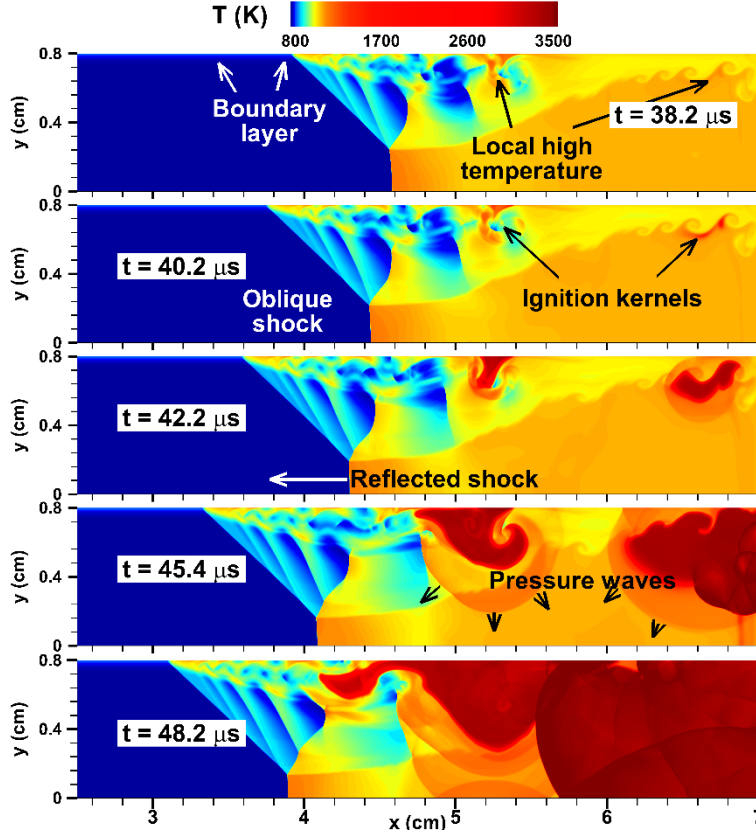 T (K)
800 1700 2600 3500
0.8
y (cm)
0.4
0
Boundary
layer
Local high
temperature
t = 38.2 μs
0.8
y (cm)
0.4
0
t = 40.2 μs
Oblique
shock
Ignition kernels
0.8
y (cm)
0.4
0
t = 42.2 μs
Reflected shock
0.8
y (cm)
0.4
0
t = 45.4 μs
Pressure waves
0.8
y (cm)
0.4
0
t = 48.2 μs
3 4 5 6 7
x (cm)